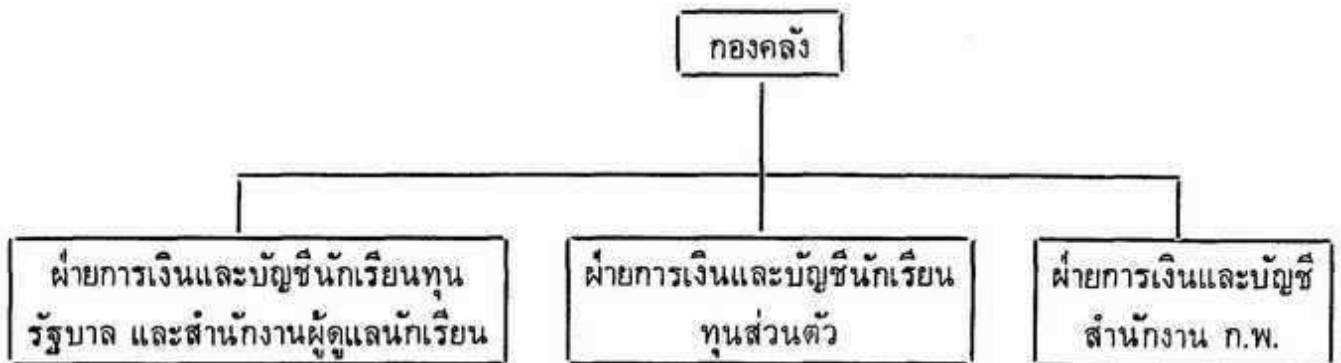 กองคลัง
ฝ่ายการเงินและบัญชีนักเรียนทุน
รัฐบาล และสำนักงานผู้ดูแลนักเรียน
ฝ่ายการเงินและบัญชีนักเรียน
ทุนส่วนตัว
ฝ่ายการเงินและบัญชี
สำนักงาน ก.พ.